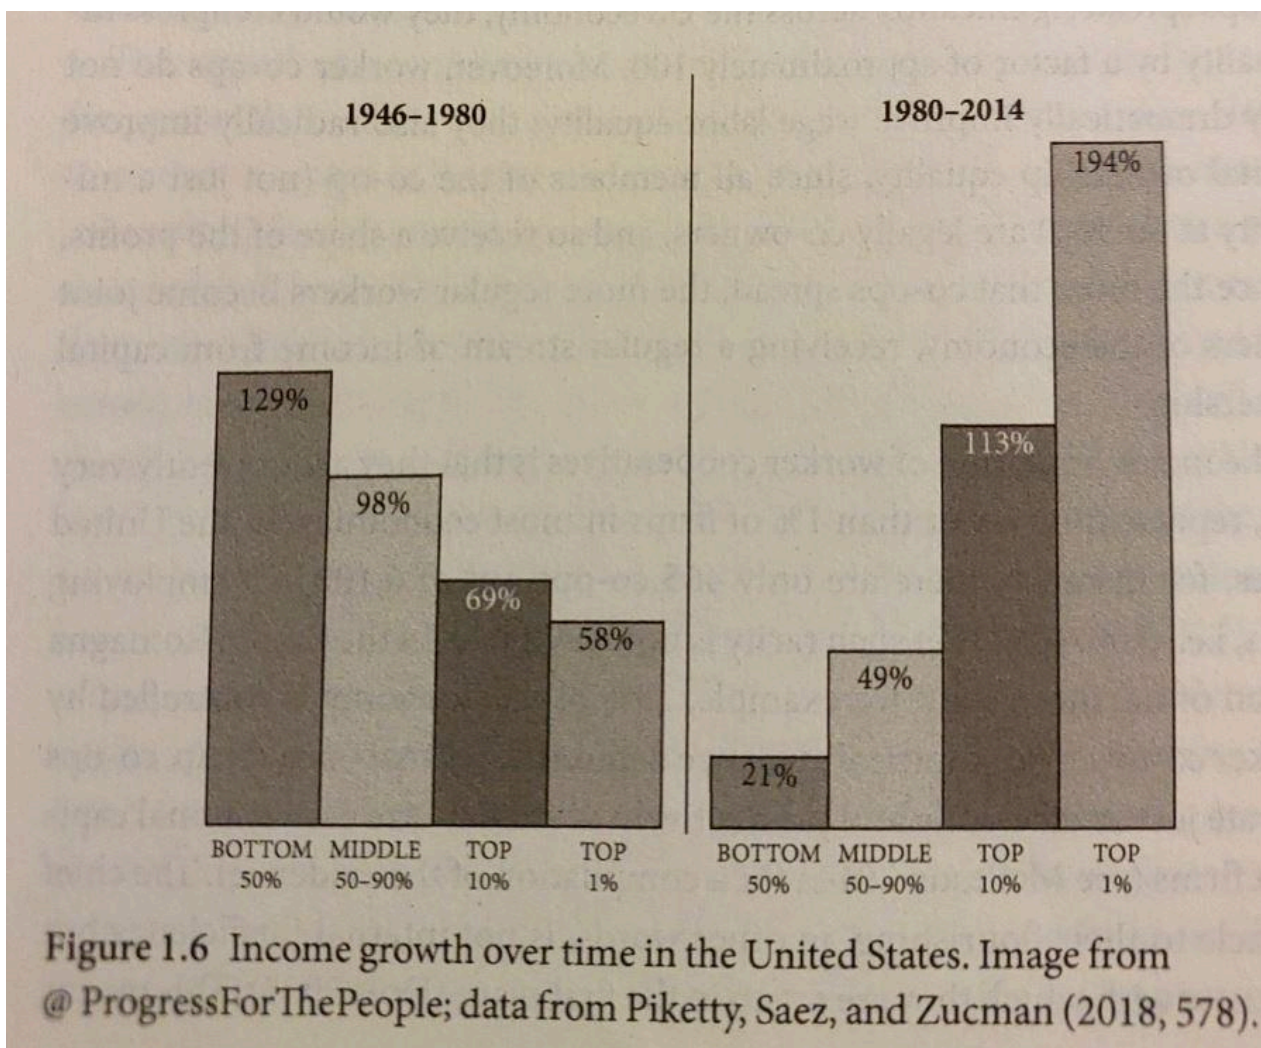 1946–1980
129%
98%
69%
58%
BOTTOM MIDDLE TOP TOP
50% 50–90% 10% 1%
1980–2014
194%
113%
49%
21%
BOTTOM MIDDLE TOP TOP
50% 50–90% 10% 1%
Figure 1.6 Income growth over time in the United States. Image from
@ ProgressForThePeople; data from Piketty, Saez, and Zucman (2018, 578).